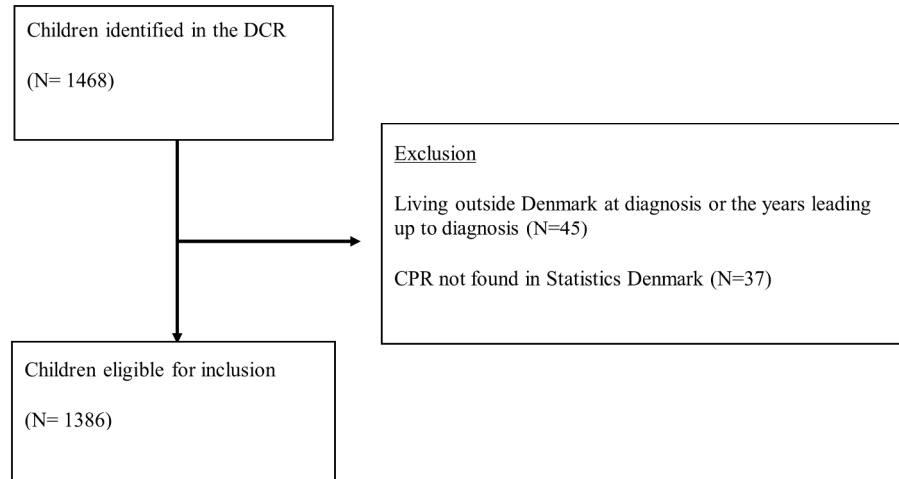 Children identified in the DCR
(N= 1468)
Exclusion
Living outside Denmark at diagnosis or the years leading
up to diagnosis (N=45)
CPR not found in Statistics Denmark (N=37)
Children eligible for inclusion
(N= 1386)